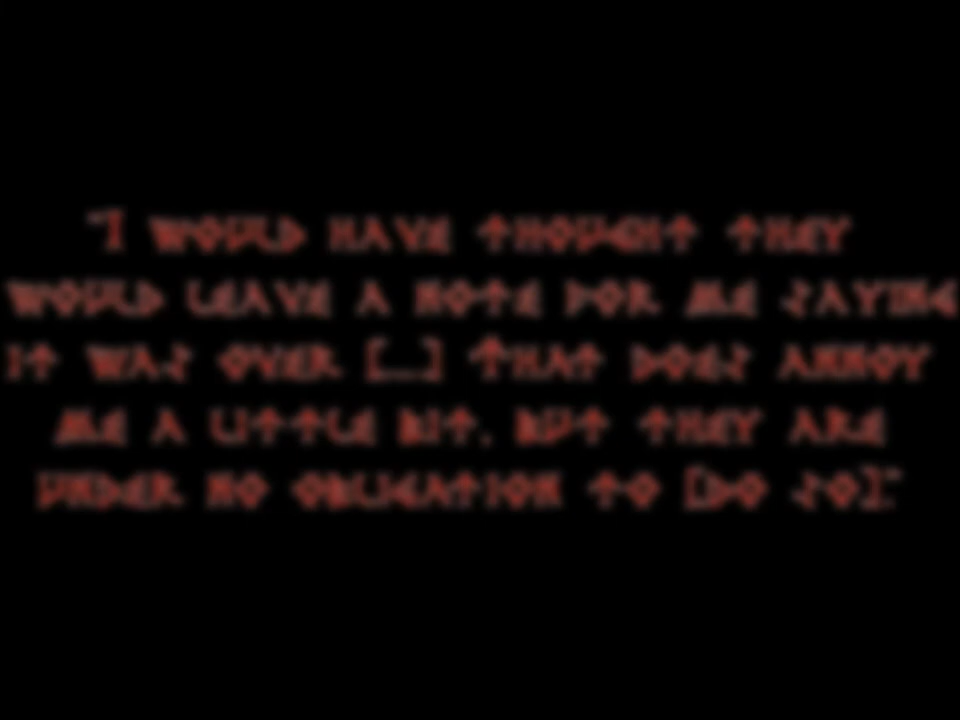 "I WOULD HAVE THOUGHT THEY
WOULD LEAVE A NOTE FOR ME SAYING
IT WAS OVER [...] THAT DOES ANNOY
ME A LITTLE BIT. BUT THEY ARE
UNDER NO OBLIGATION TO [DO SO]."